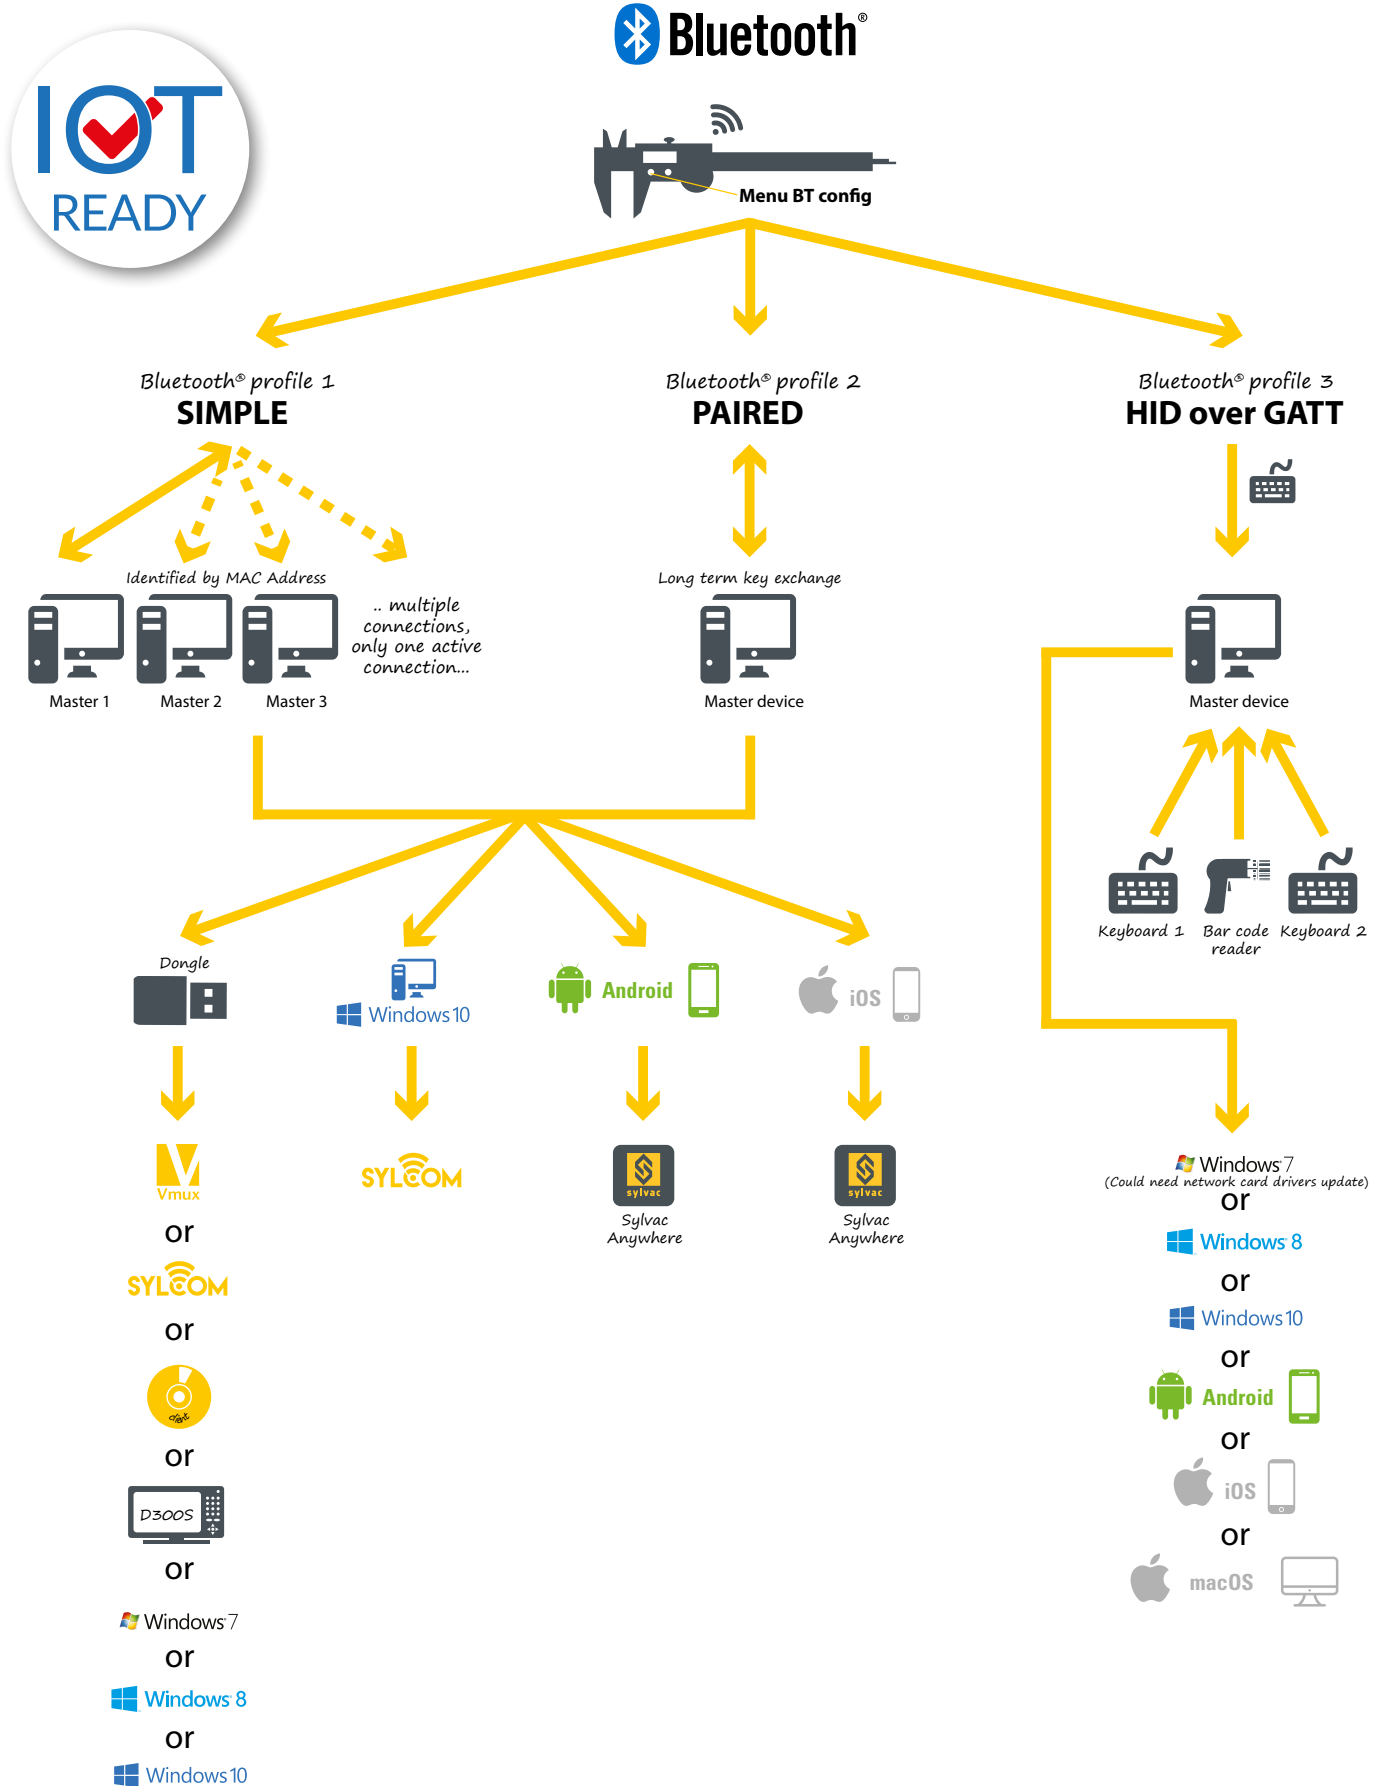 Bluetooth®
IOT
READY
Menu BT config
Bluetooth® profile 1
SIMPLE
Bluetooth® profile 2
PAIRED
Bluetooth® profile 3
HID over GATT
Identified by MAC Address
.. multiple
connections,
only one active
connection...
Master 1
Master 2
Master 3
Long term key exchange
Master device
Master device
Keyboard 1
Bar code
reader
Keyboard 2
Dongle
Windows 10
Android
iOS
Vmux
or
SYLCOM
or
client
or
D300S
or
Windows 7
or
Windows 8
or
Windows 10
SYLCOM
sylvac
Sylvac
Anywhere
sylvac
Sylvac
Anywhere
Windows 7
(Could need network card drivers update)
or
Windows 8
or
Windows 10
or
Android
or
iOS
or
macOS